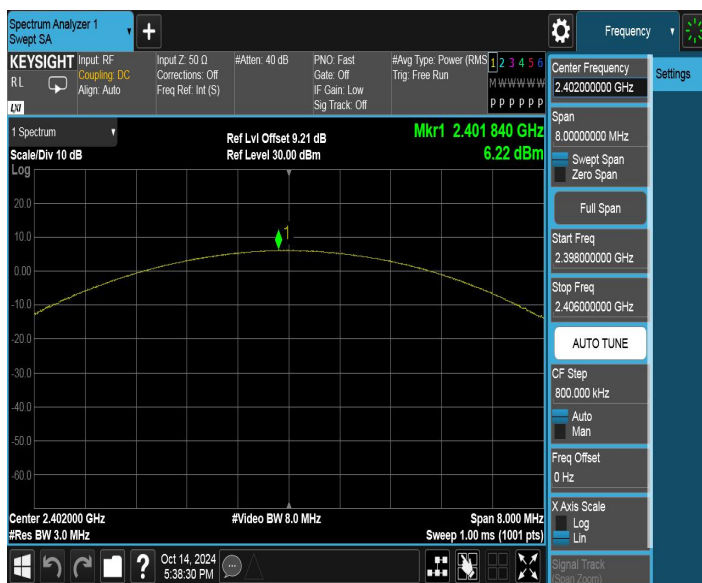 Spectrum Analyzer 1
Swept SA
+
Frequency
KEYSIGHT
RL
LXI
Input: RF
Coupling: DC
Align: Auto
Input Z: 50 Ω
Corrections: Off
Freq Ref: Int (S)
#Atten: 40 dB
PNO: Fast
Gate: Off
IF Gain: Low
Sig Track: Off
#Avg Type: Power (RMS
Trig: Free Run
1 2 3 4 5 6
M W W W W W
P P P P P P
1 Spectrum
Scale/Div 10 dB
Log
Ref Lvl Offset 9.21 dB
Ref Level 30.00 dBm
Mkr1 2.401 840 GHz
6.22 dBm
20.0
10.0
0.00
-10.0
-20.0
-30.0
-40.0
-50.0
-60.0
1
Center 2.402000 GHz
#Res BW 3.0 MHz
#Video BW 8.0 MHz
Span 8.000 MHz
Sweep 1.00 ms (1001 pts)
Oct 14, 2024
5:38:30 PM
?
Center Frequency
2.402000000 GHz
Settings
Span
8.00000000 MHz
Swept Span
Zero Span
Full Span
Start Freq
2.398000000 GHz
Stop Freq
2.406000000 GHz
AUTO TUNE
CF Step
800.000 kHz
Auto
Man
Freq Offset
0 Hz
X Axis Scale
Log
Lin
Signal Track
(Span Zoom)